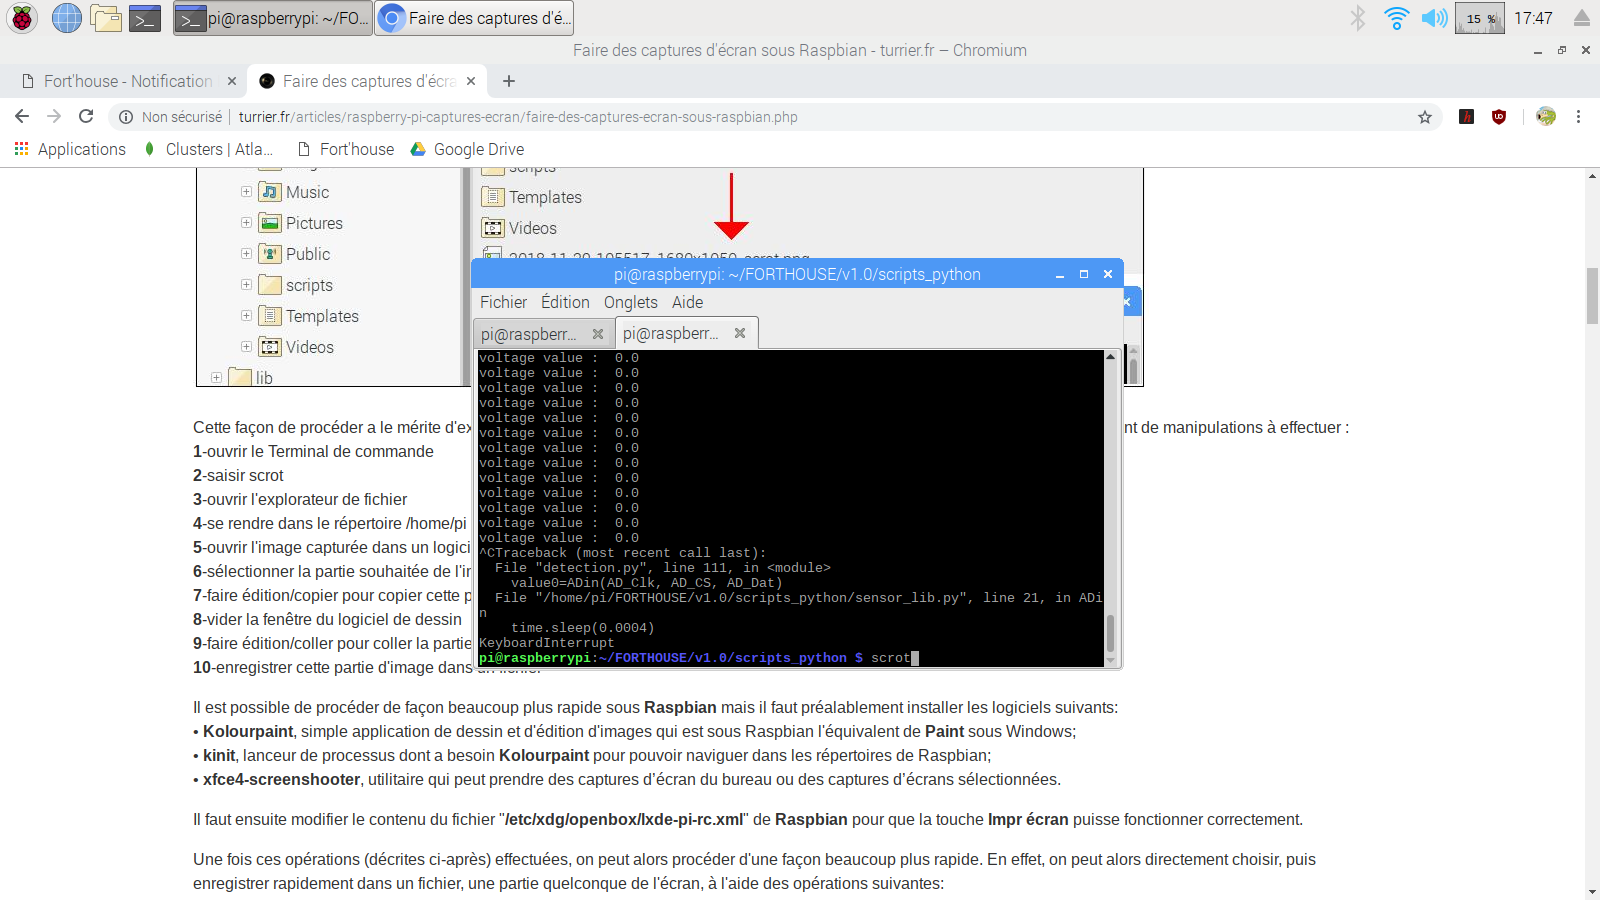 pi@raspberrypi: ~/FO...
Faire des captures d'é...
15 %
17:47
Faire des captures d'écran sous Raspbian - turrier.fr – Chromium
Fort'house - Notification
Faire des captures d'écra
Non sécurisé
turrier.fr/articles/raspberry-pi-captures-ecran/faire-des-captures-ecran-sous-raspbian.php
Applications
Clusters | Atla...
Fort'house
Google Drive
Music
Pictures
Public
scripts
Templates
Videos
lib
scripts
Templates
Videos
2018-11-20-105517_1680x1050_scrot.png
pi@raspberrypi: ~/FORTHOUSE/v1.0/scripts_python
Fichier Édition Onglets Aide
pi@raspberr...
pi@raspberr...
voltage value :  0.0
voltage value :  0.0
voltage value :  0.0
voltage value :  0.0
voltage value :  0.0
voltage value :  0.0
voltage value :  0.0
voltage value :  0.0
voltage value :  0.0
voltage value :  0.0
voltage value :  0.0
voltage value :  0.0
voltage value :  0.0
^CTraceback (most recent call last):
  File "detection.py", line 111, in <module>
    value0=ADin(AD_Clk, AD_CS, AD_Dat)
  File "/home/pi/FORTHOUSE/v1.0/scripts_python/sensor_lib.py", line 21, in ADi
n
    time.sleep(0.0004)
KeyboardInterrupt
pi@raspberrypi:~/FORTHOUSE/v1.0/scripts_python $ scrot
Cette façon de procéder a le mérite d'ex
nt de manipulations à effectuer :
1-ouvrir le Terminal de commande
2-saisir scrot
3-ouvrir l'explorateur de fichier
4-se rendre dans le répertoire /home/pi
5-ouvrir l'image capturée dans un logici
6-sélectionner la partie souhaitée de l'i
7-faire édition/copier pour copier cette p
8-vider la fenêtre du logiciel de dessin
9-faire édition/coller pour coller la partie
10-enregistrer cette partie d'image dans un fichier
Il est possible de procéder de façon beaucoup plus rapide sous Raspbian mais il faut préalablement installer les logiciels suivants:
• Kolourpaint, simple application de dessin et d'édition d'images qui est sous Raspbian l'équivalent de Paint sous Windows;
• kinit, lanceur de processus dont a besoin Kolourpaint pour pouvoir naviguer dans les répertoires de Raspbian;
• xfce4-screenshooter, utilitaire qui peut prendre des captures d’écran du bureau ou des captures d’écrans sélectionnées.
Il faut ensuite modifier le contenu du fichier "/etc/xdg/openbox/lxde-pi-rc.xml" de Raspbian pour que la touche Impr écran puisse fonctionner correctement.
Une fois ces opérations (décrites ci-après) effectuées, on peut alors procéder d'une façon beaucoup plus rapide. En effet, on peut alors directement choisir, puis
enregistrer rapidement dans un fichier, une partie quelconque de l'écran, à l'aide des opérations suivantes: